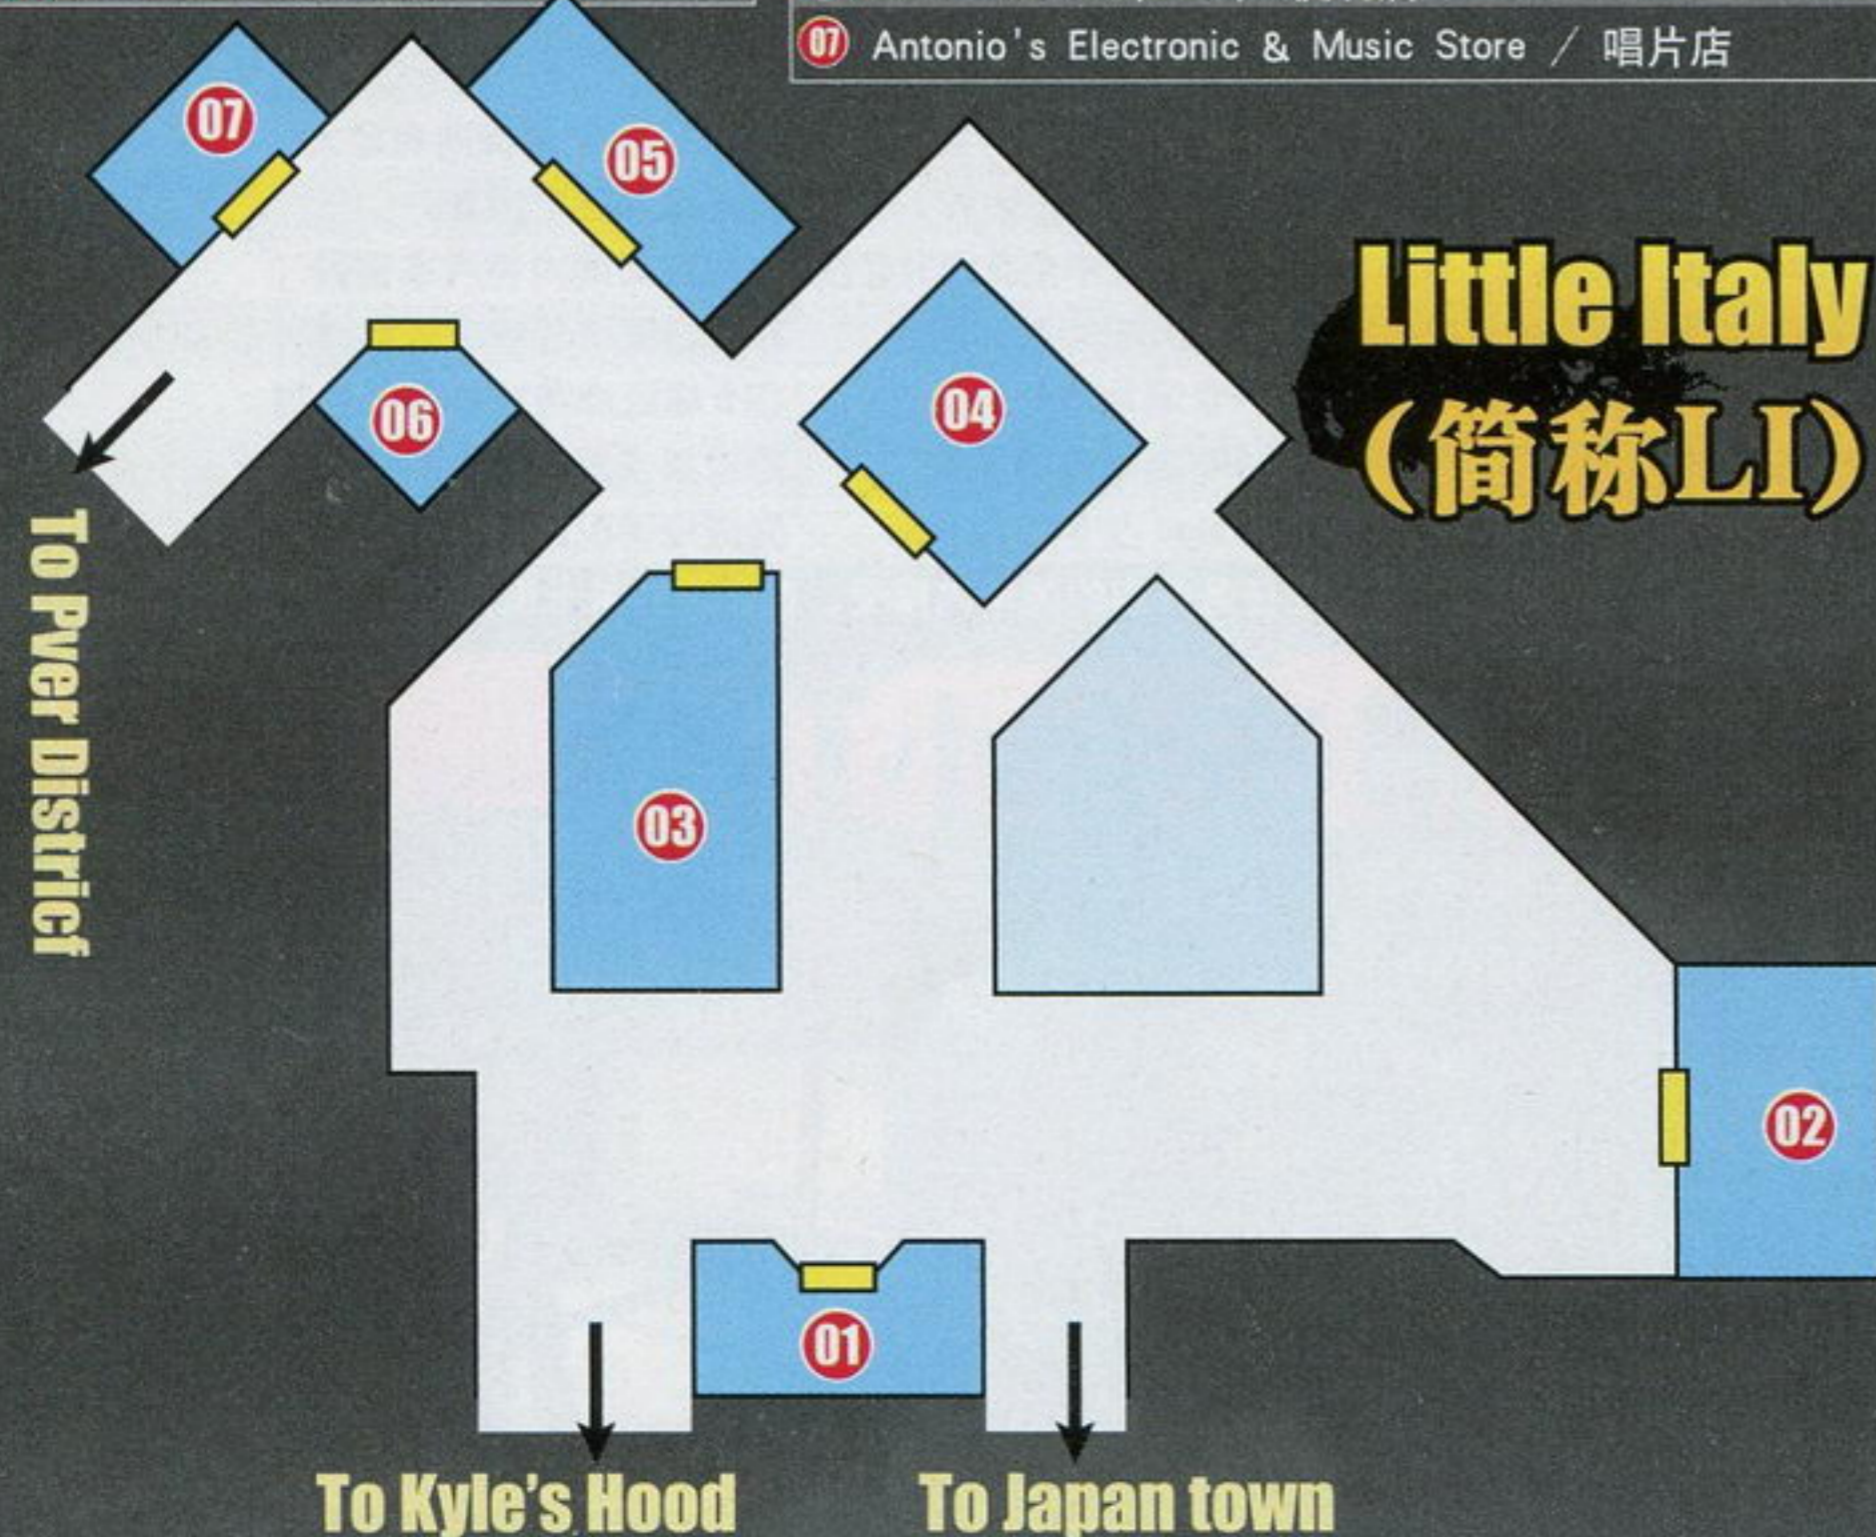 07 Antonio's Electronic & Music Store / 唱片店
07
05
Little Italy
(简称LI)
04
06
To Pver Districf
03
02
01
To Kyle's Hood
To Japan town